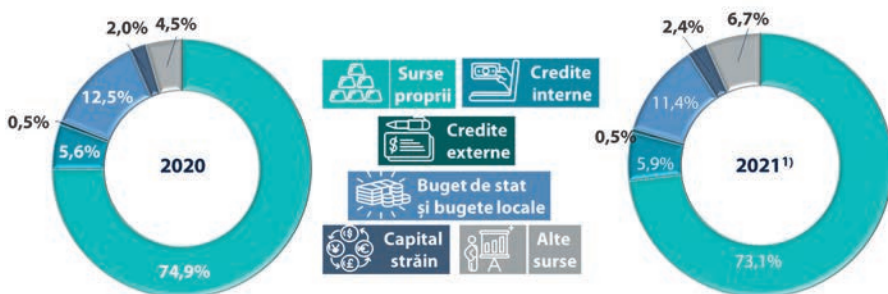 2,0%
4,5%
12,5%
0,5%
5,6%
2020
74,9%
Surse
proprii
Credite
interne
Credite
externe
Buget de stat
și bugete locale
Capital
străin
Alte
surse
2,4%
6,7%
11,4%
0,5%
5,9%
2021¹⁾
73,1%